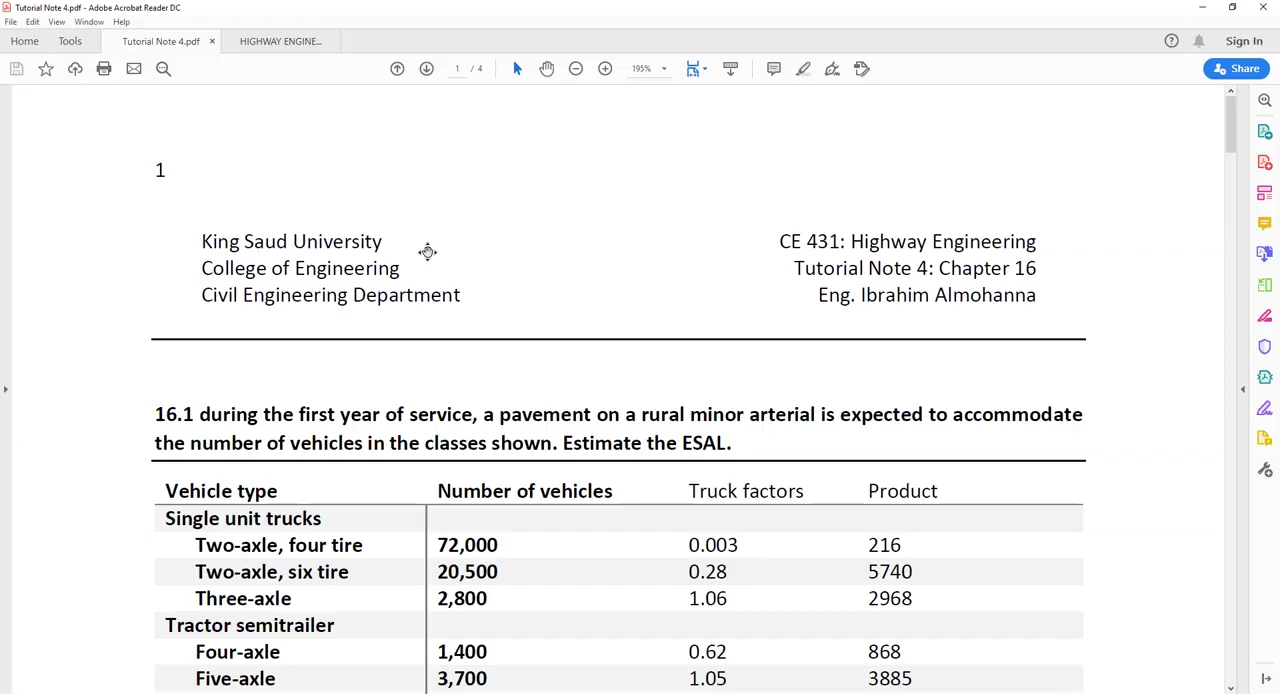 Tutorial Note 4.pdf - Adobe Acrobat Reader DC
File Edit View Window Help
Home Tools Tutorial Note 4.pdf × HIGHWAY ENGINE... Sign In
1 / 4 195% Share
1
King Saud University CE 431: Highway Engineering
College of Engineering Tutorial Note 4: Chapter 16
Civil Engineering Department Eng. Ibrahim Almohanna
16.1 during the first year of service, a pavement on a rural minor arterial is expected to accommodate
the number of vehicles in the classes shown. Estimate the ESAL.
Vehicle type Number of vehicles Truck factors Product
Single unit trucks
Two-axle, four tire 72,000 0.003 216
Two-axle, six tire 20,500 0.28 5740
Three-axle 2,800 1.06 2968
Tractor semitrailer
Four-axle 1,400 0.62 868
Five-axle 3,700 1.05 3885